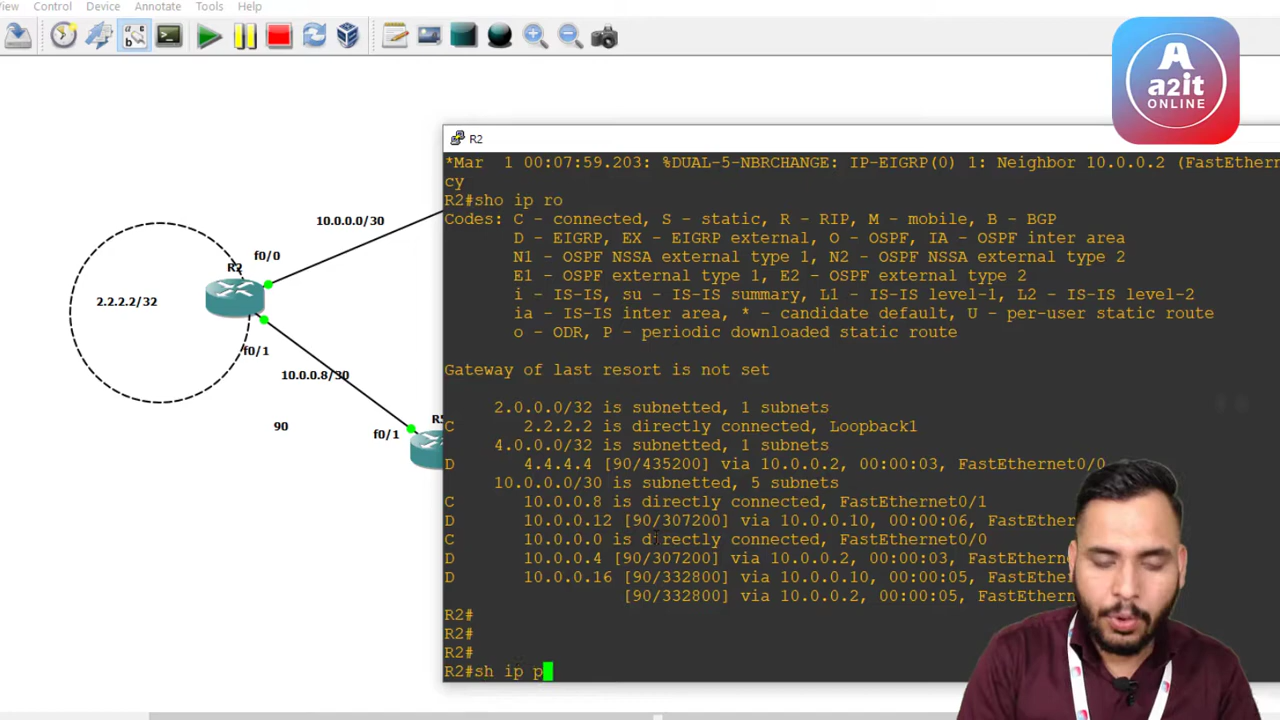 View Control Device Annotate Tools Help
A
a2it
ONLINE
R2
*Mar 1 00:07:59.203: %DUAL-5-NBRCHANGE: IP-EIGRP(0) 1: Neighbor 10.0.0.2 (FastEthern
cy
R2#sho ip ro
Codes: C - connected, S - static, R - RIP, M - mobile, B - BGP
D - EIGRP, EX - EIGRP external, O - OSPF, IA - OSPF inter area
N1 - OSPF NSSA external type 1, N2 - OSPF NSSA external type 2
E1 - OSPF external type 1, E2 - OSPF external type 2
i - IS-IS, su - IS-IS summary, L1 - IS-IS level-1, L2 - IS-IS level-2
ia - IS-IS inter area, * - candidate default, U - per-user static route
o - ODR, P - periodic downloaded static route
Gateway of last resort is not set
2.0.0.0/32 is subnetted, 1 subnets
C 2.2.2.2 is directly connected, Loopback1
4.0.0.0/32 is subnetted, 1 subnets
D 4.4.4.4 [90/435200] via 10.0.0.2, 00:00:03, FastEthernet0/0
10.0.0.0/30 is subnetted, 5 subnets
C 10.0.0.8 is directly connected, FastEthernet0/1
D 10.0.0.12 [90/307200] via 10.0.0.10, 00:00:06, FastEthe
C 10.0.0.0 is directly connected, FastEthernet0/0
D 10.0.0.4 [90/307200] via 10.0.0.2, 00:00:03, FastEthe
D 10.0.0.16 [90/332800] via 10.0.0.10, 00:00:05, FastEthe
[90/332800] via 10.0.0.2, 00:00:05, FastEthe
R2#
R2#
R2#
R2#sh ip p
10.0.0.0/30
f0/0
R2
2.2.2.2/32
f0/1
10.0.0.8/30
90
f0/1
R5